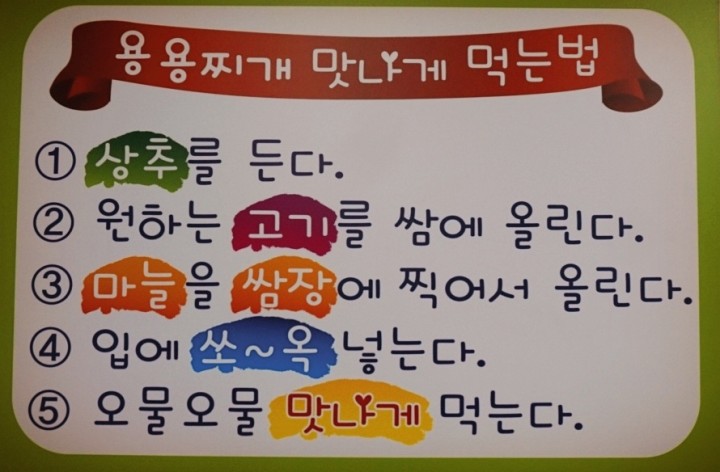 용용찌개 맛나게 먹는법
① 상추를 든다.
② 원하는 고기를 쌈에 올린다.
③ 마늘을 쌈장에 찍어서 올린다.
④ 입에 쏘~옥 넣는다.
⑤ 오물오물 맛나게 먹는다.